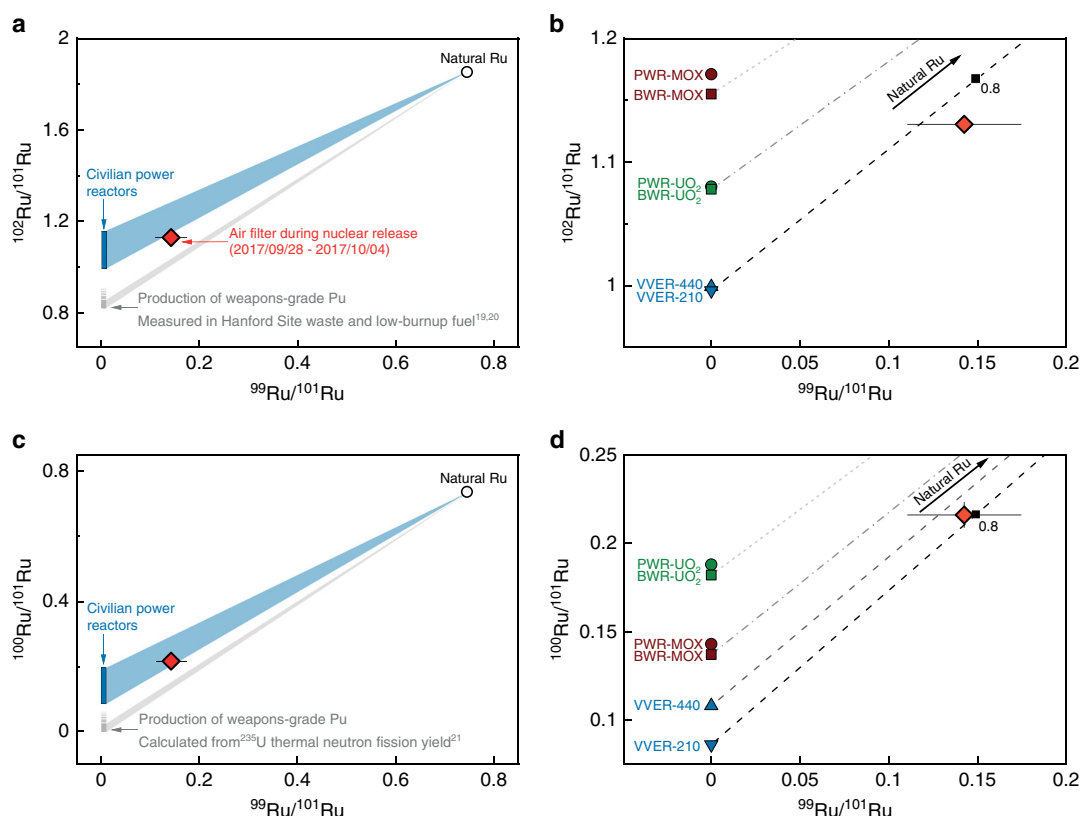 a
2
1.6
1.2
0.8
0
0.2
0.4
0.6
0.8
¹⁰²Ru/¹⁰¹Ru
⁹⁹Ru/¹⁰¹Ru
Natural Ru
Civilian power
reactors
Air filter during nuclear release
(2017/09/28 - 2017/10/04)
Production of weapons-grade Pu
Measured in Hanford Site waste and low-burnup fuel¹⁹,²⁰
b
1.2
1.1
1
0
0.05
0.1
0.15
0.2
¹⁰²Ru/¹⁰¹Ru
⁹⁹Ru/¹⁰¹Ru
PWR-MOX
BWR-MOX
PWR-UO₂
BWR-UO₂
VVER-440
VVER-210
Natural Ru
0.8
c
0.8
0.4
0
0
0.2
0.4
0.6
0.8
¹⁰⁰Ru/¹⁰¹Ru
⁹⁹Ru/¹⁰¹Ru
Natural Ru
Civilian power
reactors
Production of weapons-grade Pu
Calculated from²³⁵U thermal neutron fission yield²¹
d
0.25
0.2
0.15
0.1
0
0.05
0.1
0.15
0.2
¹⁰⁰Ru/¹⁰¹Ru
⁹⁹Ru/¹⁰¹Ru
PWR-UO₂
BWR-UO₂
PWR-MOX
BWR-MOX
VVER-440
VVER-210
Natural Ru
0.8